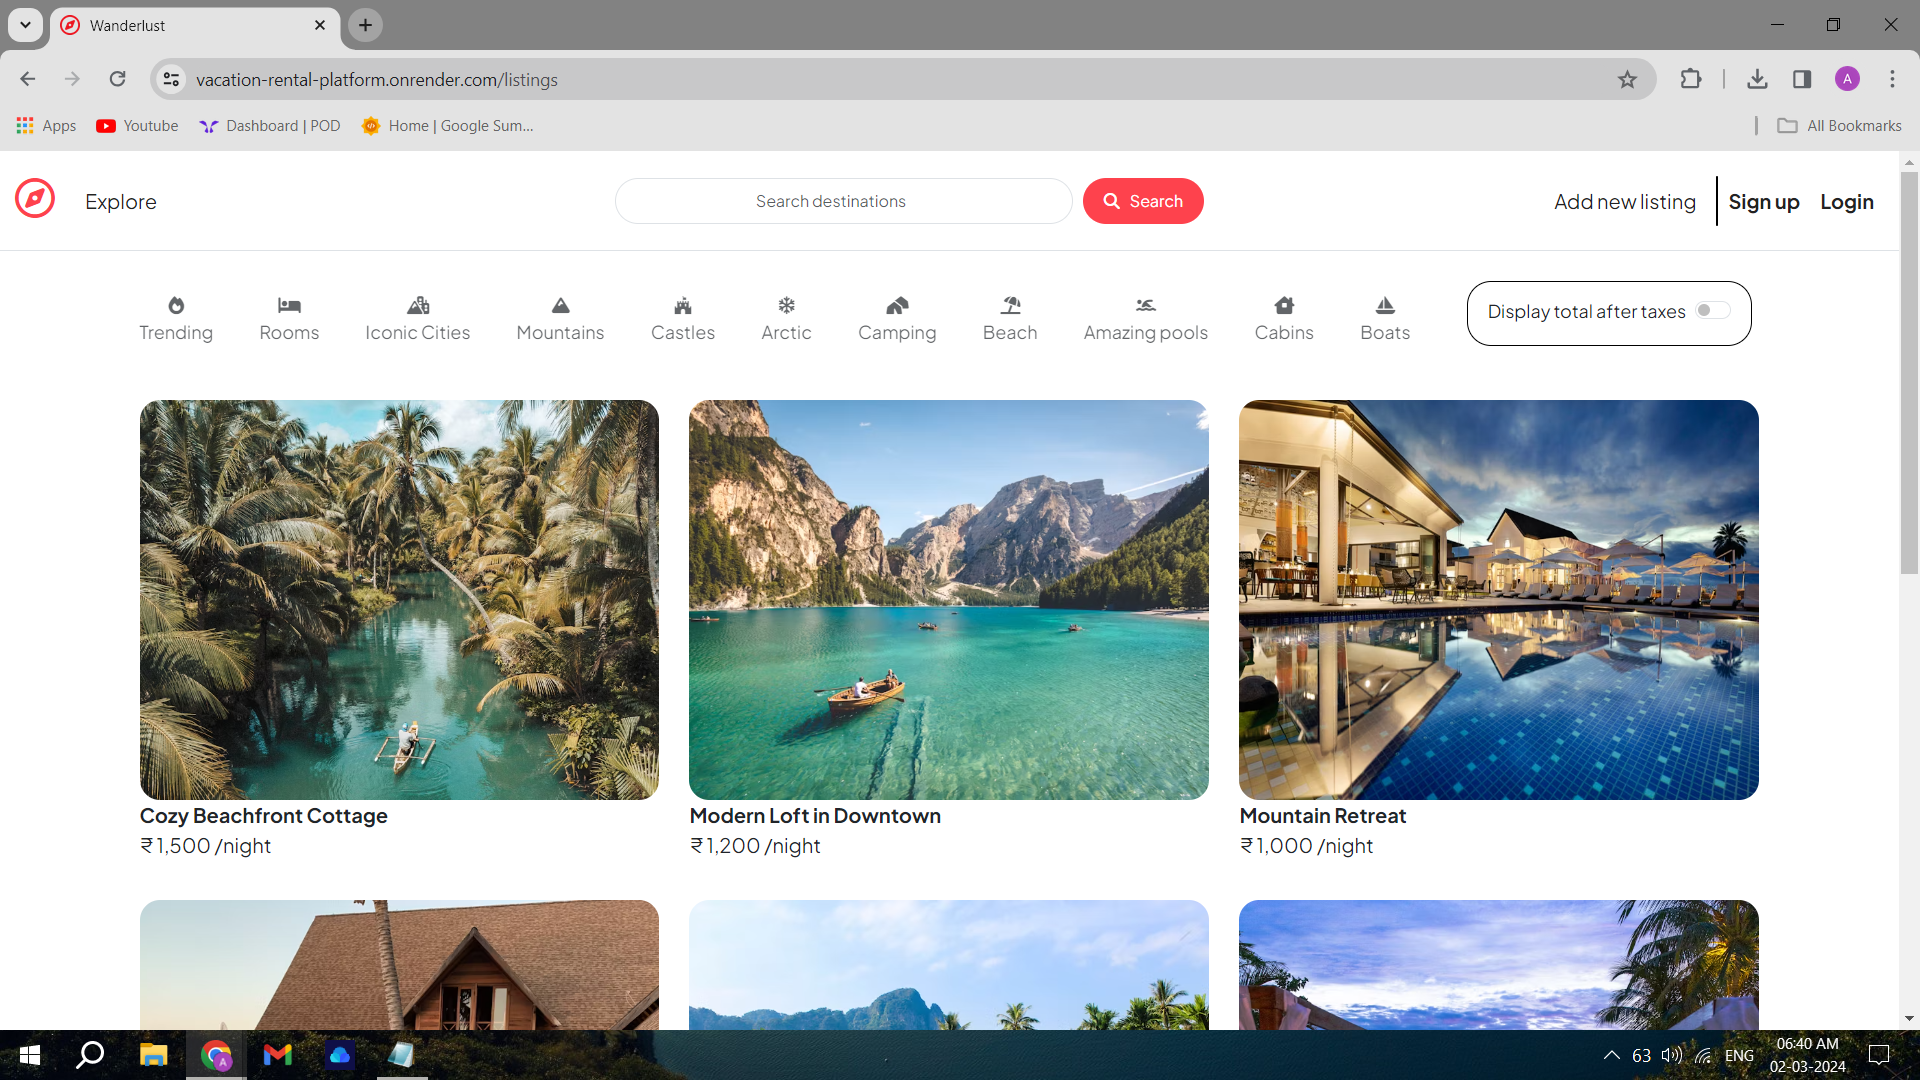 Wanderlust
vacation-rental-platform.onrender.com/listings
A
Apps Youtube Dashboard | POD Home | Google Sum... All Bookmarks
Explore Search destinations Search Add new listing Sign up Login
Trending Rooms Iconic Cities Mountains Castles Arctic Camping Beach Amazing pools Cabins Boats Display total after taxes
Cozy Beachfront Cottage Modern Loft in Downtown Mountain Retreat
₹ 1,500 /night ₹ 1,200 /night ₹ 1,000 /night
A 63 ENG 06:40 AM
02-03-2024